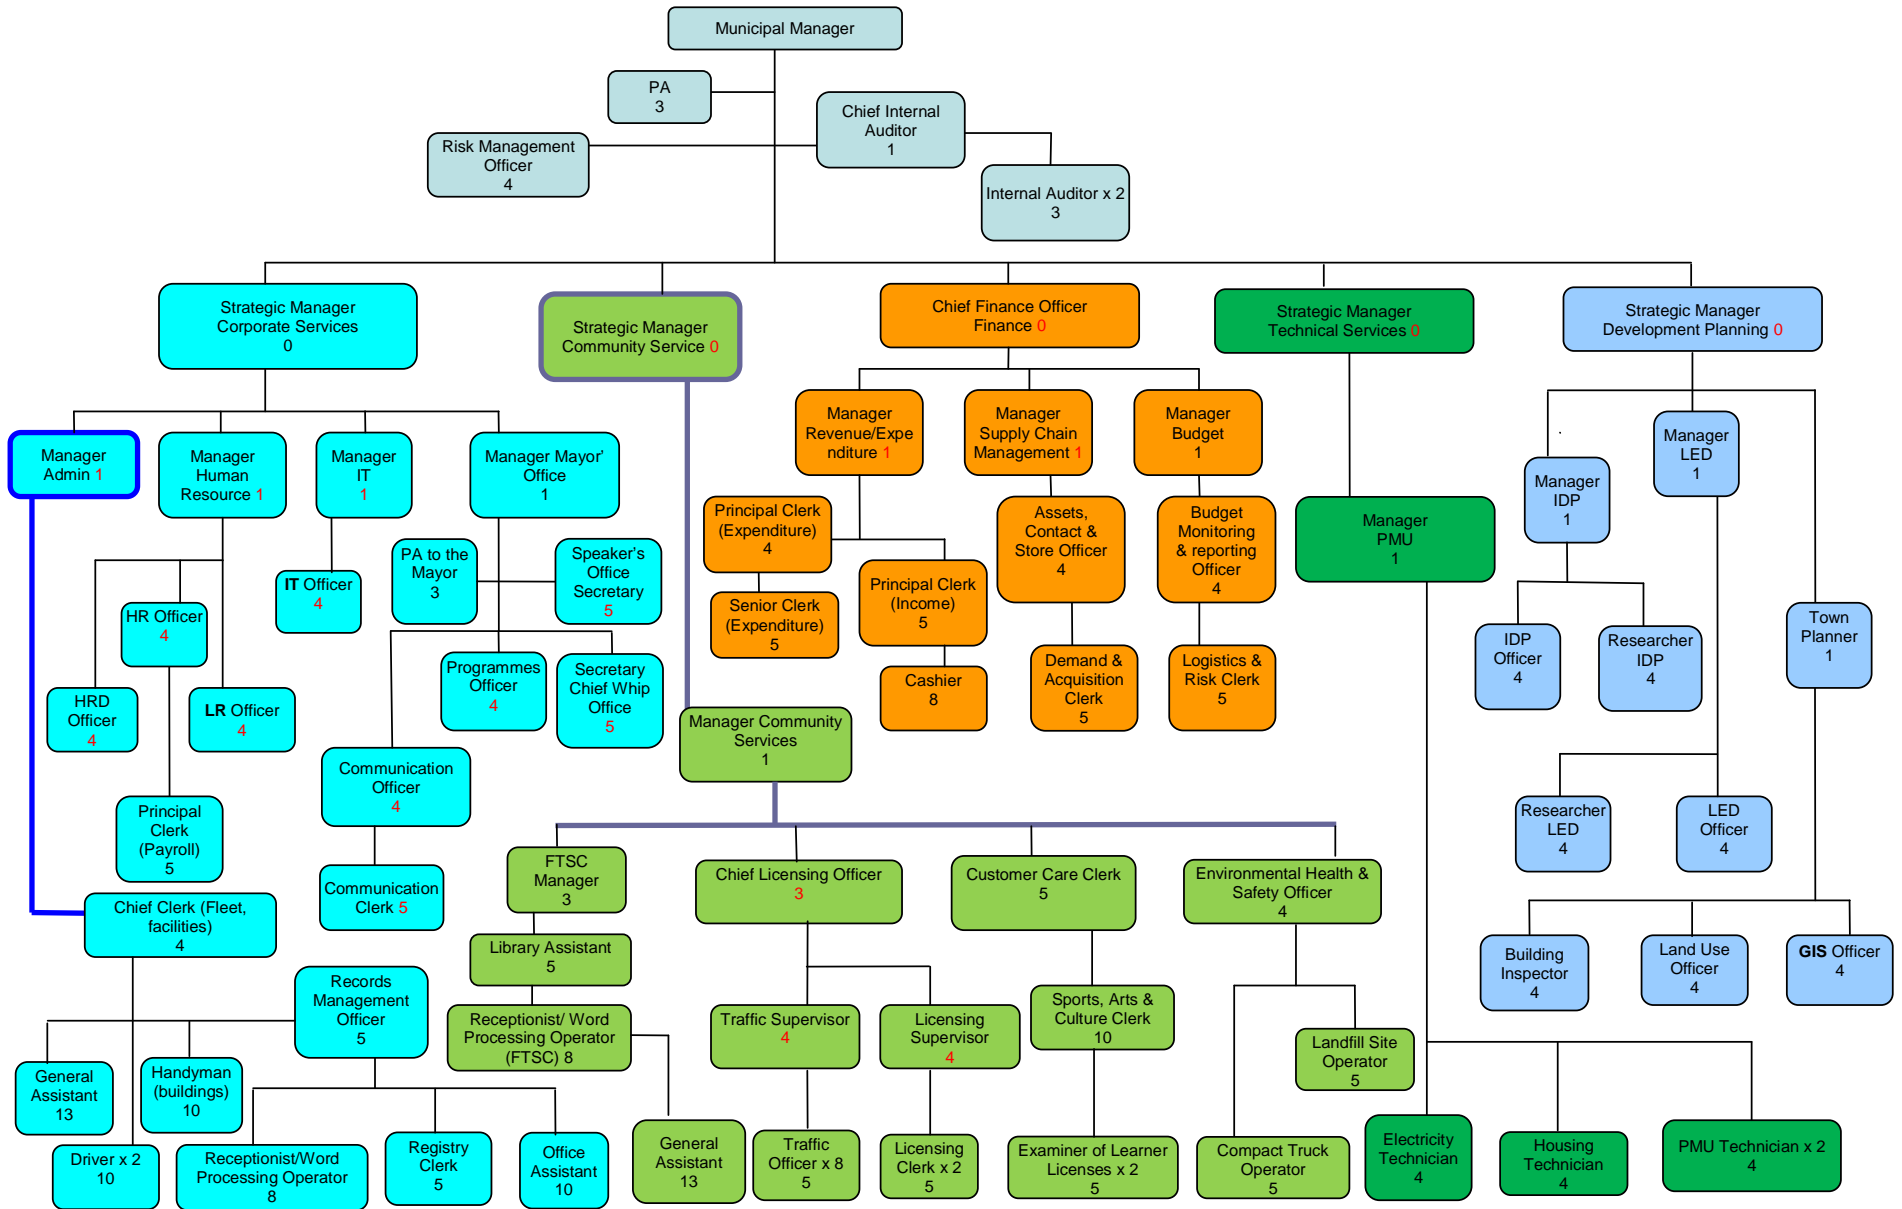 Municipal Manager
PA
3
Chief Internal
Auditor
1
Risk Management
Officer
4
Internal Auditor x 2
3
Strategic Manager
Corporate Services
0
Strategic Manager
Community Service 0
Chief Finance Officer
Finance 0
Strategic Manager
Technical Services 0
Strategic Manager
Development Planning 0
Manager
Admin 1
Manager
Human
Resource 1
Manager
IT
1
Manager Mayor'
Office
1
Manager
Revenue/Expe
nditure 1
Manager
Supply Chain
Management 1
Manager
Budget
1
Manager
PMU
1
Manager
IDP
1
Manager
LED
1
Town
Planner
1
HRD
Officer
4
HR Officer
4
LR Officer
4
IT Officer
4
PA to the
Mayor
3
Speaker's
Office
Secretary
5
Programmes
Officer
4
Secretary
Chief Whip
Office
5
Principal Clerk
(Expenditure)
4
Senior Clerk
(Expenditure)
5
Principal Clerk
(Income)
5
Cashier
8
Assets,
Contact &
Store Officer
4
Demand &
Acquisition
Clerk
5
Budget
Monitoring
& reporting
Officer
4
Logistics &
Risk Clerk
5
IDP
Officer
4
Researcher
IDP
4
Principal
Clerk
(Payroll)
5
Communication
Officer
4
Communication
Clerk 5
Manager Community
Services
1
Researcher
LED
4
LED
Officer
4
Chief Clerk (Fleet,
facilities)
4
FTSC
Manager
3
Chief Licensing Officer
3
Customer Care Clerk
5
Environmental Health &
Safety Officer
4
Building
Inspector
4
Land Use
Officer
4
GIS Officer
4
Records
Management
Officer
5
Library Assistant
5
Receptionist/ Word
Processing Operator
(FTSC) 8
Traffic Supervisor
4
Licensing
Supervisor
4
Sports, Arts &
Culture Clerk
10
Landfill Site
Operator
5
General
Assistant
13
Handyman
(buildings)
10
Driver x 2
10
Receptionist/Word
Processing Operator
8
Registry
Clerk
5
Office
Assistant
10
General
Assistant
13
Traffic
Officer x 8
5
Licensing
Clerk x 2
5
Examiner of Learner
Licenses x 2
5
Compact Truck
Operator
5
Electricity
Technician
4
Housing
Technician
4
PMU Technician x 2
4